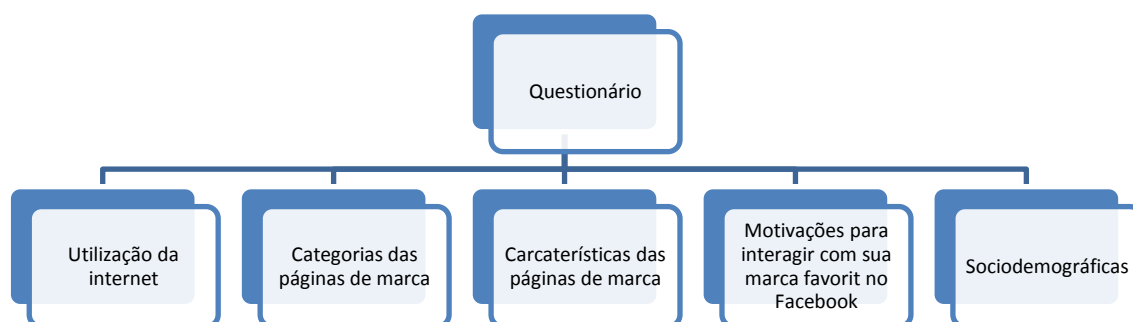 Questionário
Utilização da
internet
Categorias das
páginas de marca
Carcaterísticas das
páginas de marca
Motivações para
interagir com sua
marca favorit no
Facebook
Sociodemográficas